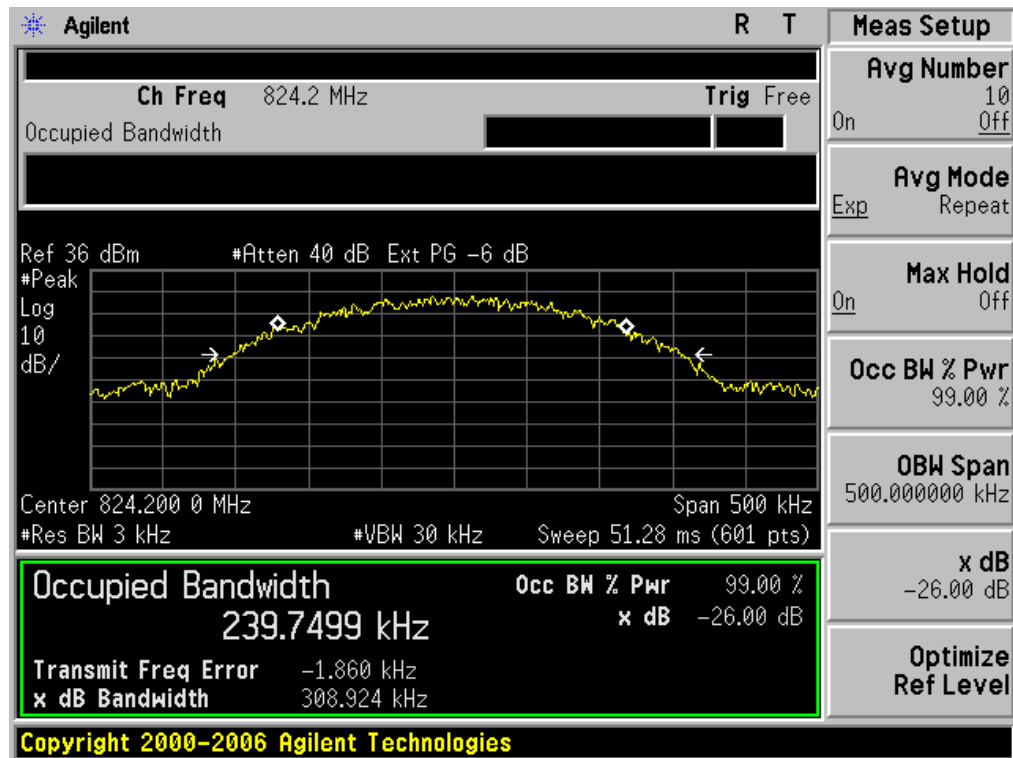 Agilent R T
Ch Freq 824.2 MHz Trig Free
Occupied Bandwidth
Ref 36 dBm #Atten 40 dB Ext PG -6 dB
#Peak
Log
10
dB/
Center 824.200 0 MHz Span 500 kHz
#Res BW 3 kHz #VBW 30 kHz Sweep 51.28 ms (601 pts)
Occupied Bandwidth
239.7499 kHz
Occ BW % Pwr 99.00 %
x dB -26.00 dB
Transmit Freq Error -1.860 kHz
x dB Bandwidth 308.924 kHz
Copyright 2000-2006 Agilent Technologies
Meas Setup
Avg Number
10
On Off
Avg Mode
Exp Repeat
Max Hold
On Off
Occ BW % Pwr
99.00 %
OBW Span
500.000000 kHz
x dB
-26.00 dB
Optimize
Ref Level